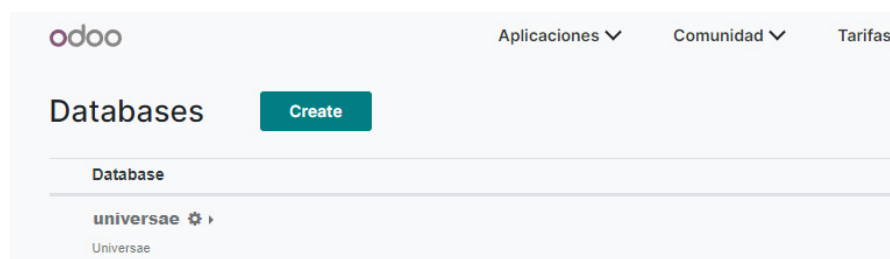 odoo Aplicaciones Comunidad Tarifas
Databases Create
Database
universae
Universae